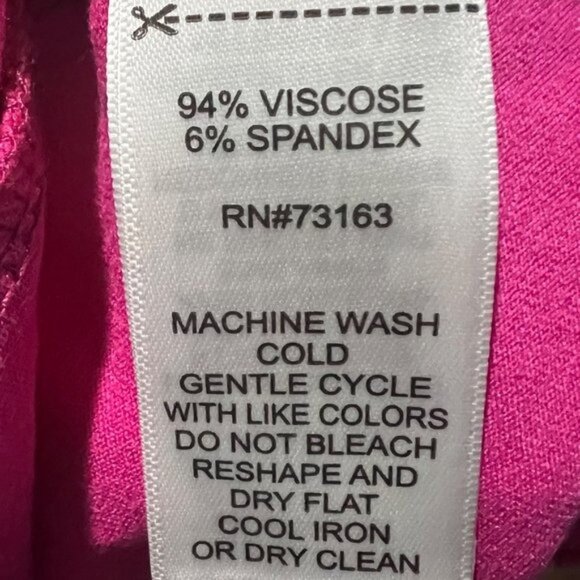 94% VISCOSE
6% SPANDEX
RN#73163
MACHINE WASH
COLD
GENTLE CYCLE
WITH LIKE COLORS
DO NOT BLEACH
RESHAPE AND
DRY FLAT
COOL IRON
OR DRY CLEAN